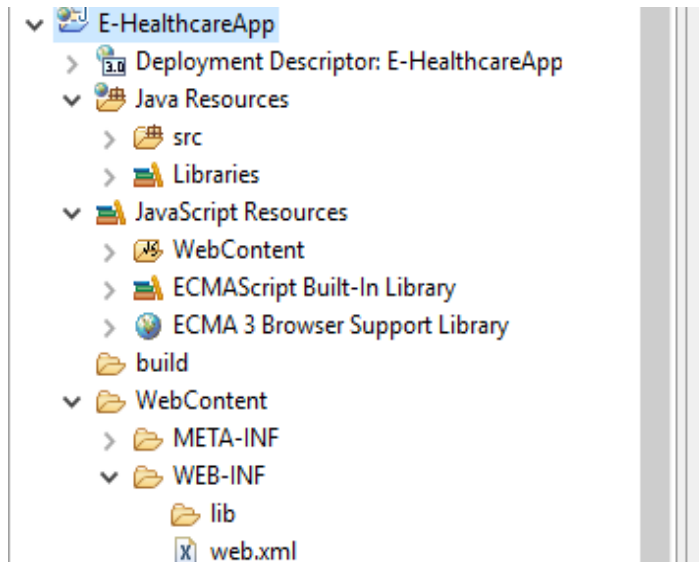 E-HealthcareApp
3.0 Deployment Descriptor: E-HealthcareApp
Java Resources
src
Libraries
JavaScript Resources
JS WebContent
ECMAScript Built-In Library
ECMA 3 Browser Support Library
build
WebContent
META-INF
WEB-INF
lib
X web.xml